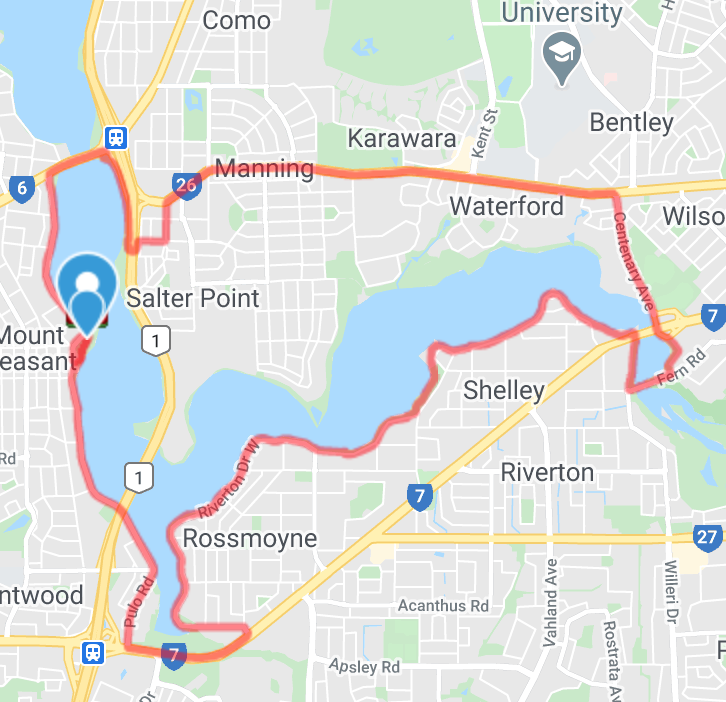 Como
University
Bentley
Kent St
Karawara
6
26
Manning
Waterford
Wilso
Centenary Ave
Salter Point
1
7
Mount
easant
Fern Rd
Shelley
Rd
1
Riverton Dr W
Riverton
7
Rossmoyne
27
ntwood
Pulo Rd
Acanthus Rd
Vahland Ave
Willeri Dr
Rostrata Av
7
Apsley Rd
Dr
F